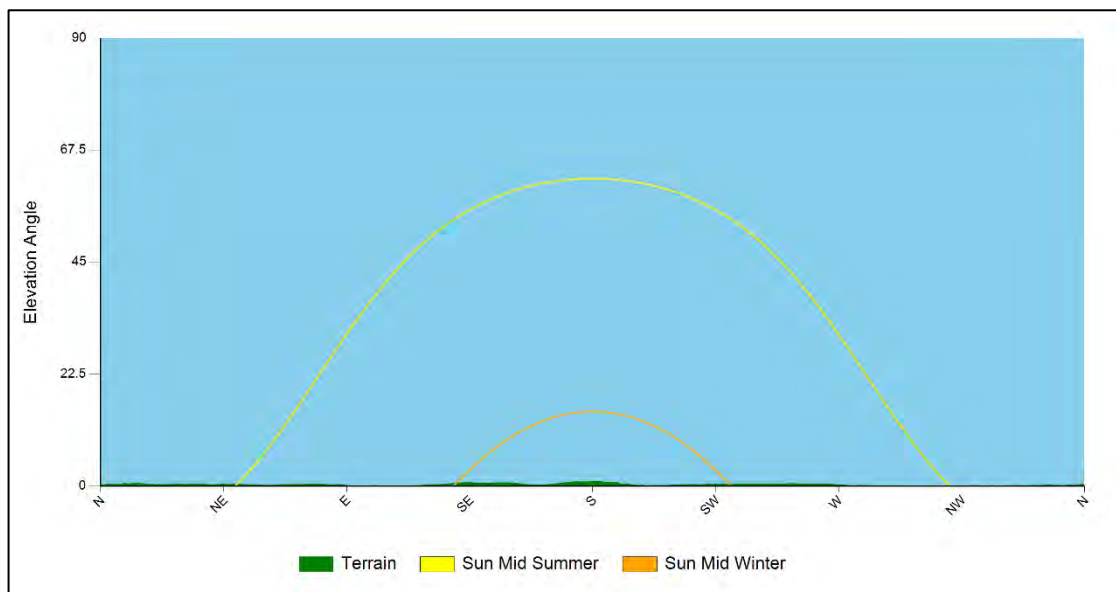 90
67.5
45
22.5
0
Elevation Angle
N
NE
E
SE
S
SW
W
NW
N
Terrain
Sun Mid Summer
Sun Mid Winter